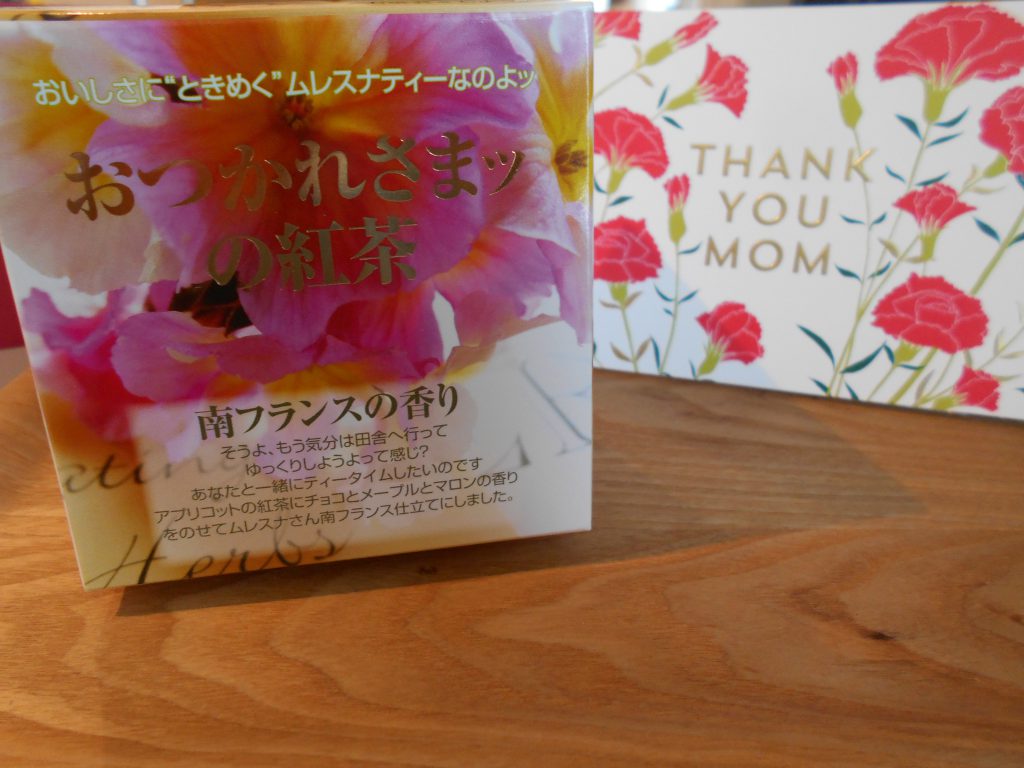 おいしさに“ときめく”ムレスナティーなのよッ
おつかれさまッ
の紅茶
南フランスの香り
そうよ、もう気分は田舎へ行って
ゆっくりしようよって感じ?
あなたと一緒にティータイムしたいのです
アプリコットの紅茶にチョコとメープルとマロンの香り
をのせてムレスナさん南フランス仕立てにしました。
Herbs
THANK
YOU
MOM